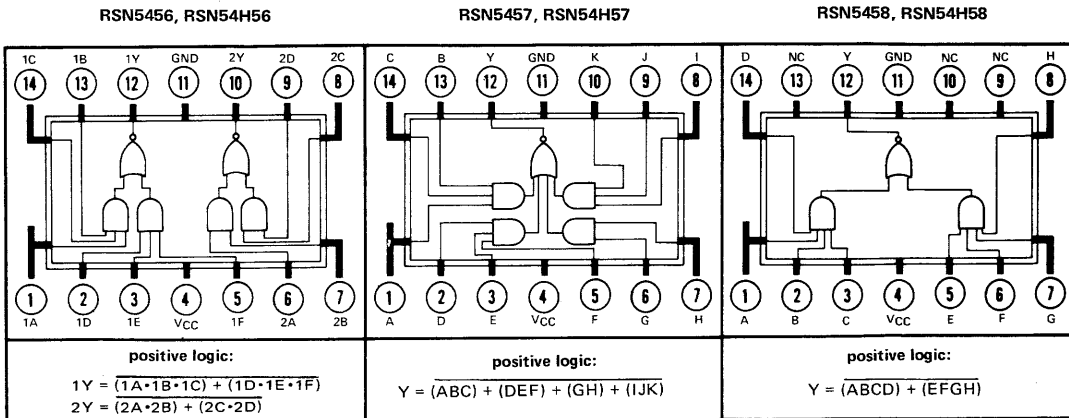 RSN5456, RSN54H56
RSN5457, RSN54H57
RSN5458, RSN54H58
1C 1B 1Y GND 2Y 2D 2C
14 13 12 11 10 9 8
1 2 3 4 5 6 7
1A 1D 1E VCC 1F 2A 2B
C B Y GND K J I
14 13 12 11 10 9 8
1 2 3 4 5 6 7
A D E VCC F G H
D NC Y GND NC NC H
14 13 12 11 10 9 8
1 2 3 4 5 6 7
A B C VCC E F G
positive logic:
1Y = (1A•1B•1C) + (1D•1E•1F)
2Y = (2A•2B) + (2C•2D)
positive logic:
Y = (ABC) + (DEF) + (GH) + (IJK)
positive logic:
Y = (ABCD) + (EFGH)